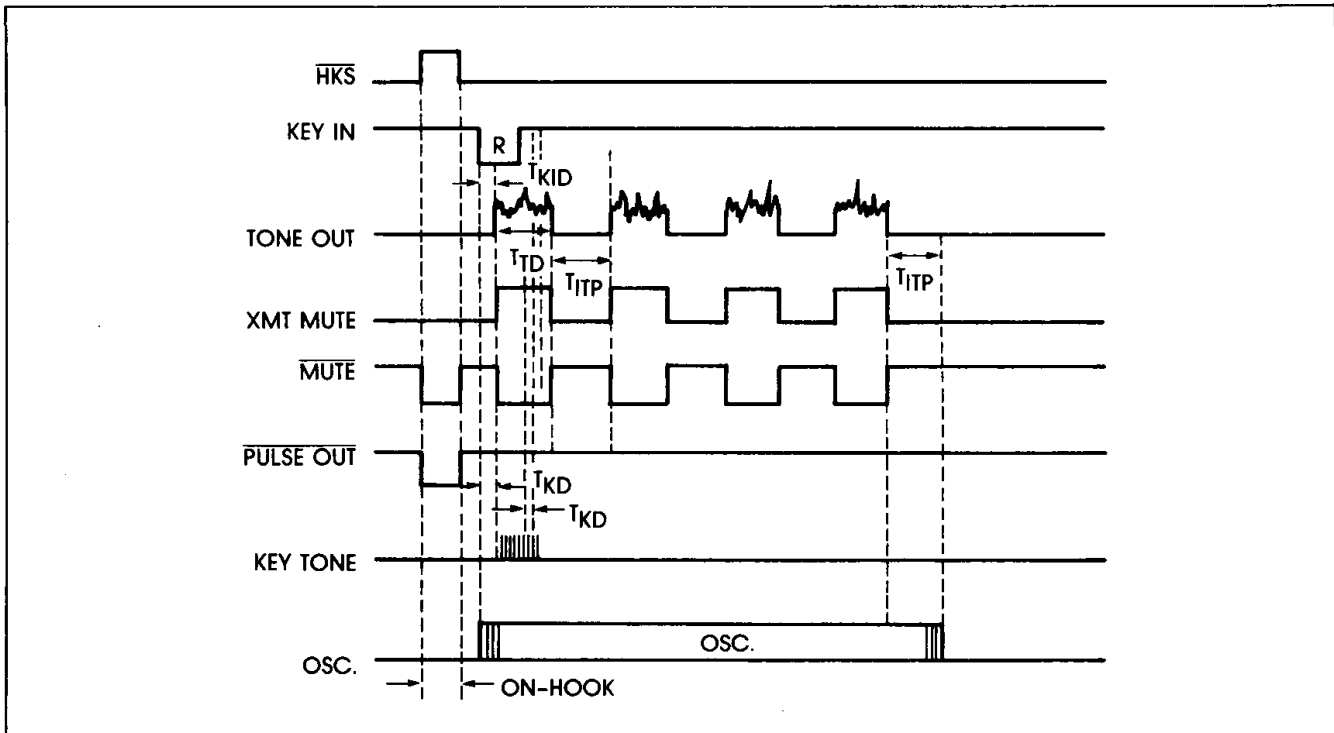 HKS
KEY IN
R
TKID
TONE OUT
TTD
TITP
TITP
XMT MUTE
MUTE
PULSE OUT
TKD
TKD
KEY TONE
OSC.
OSC.
ON-HOOK